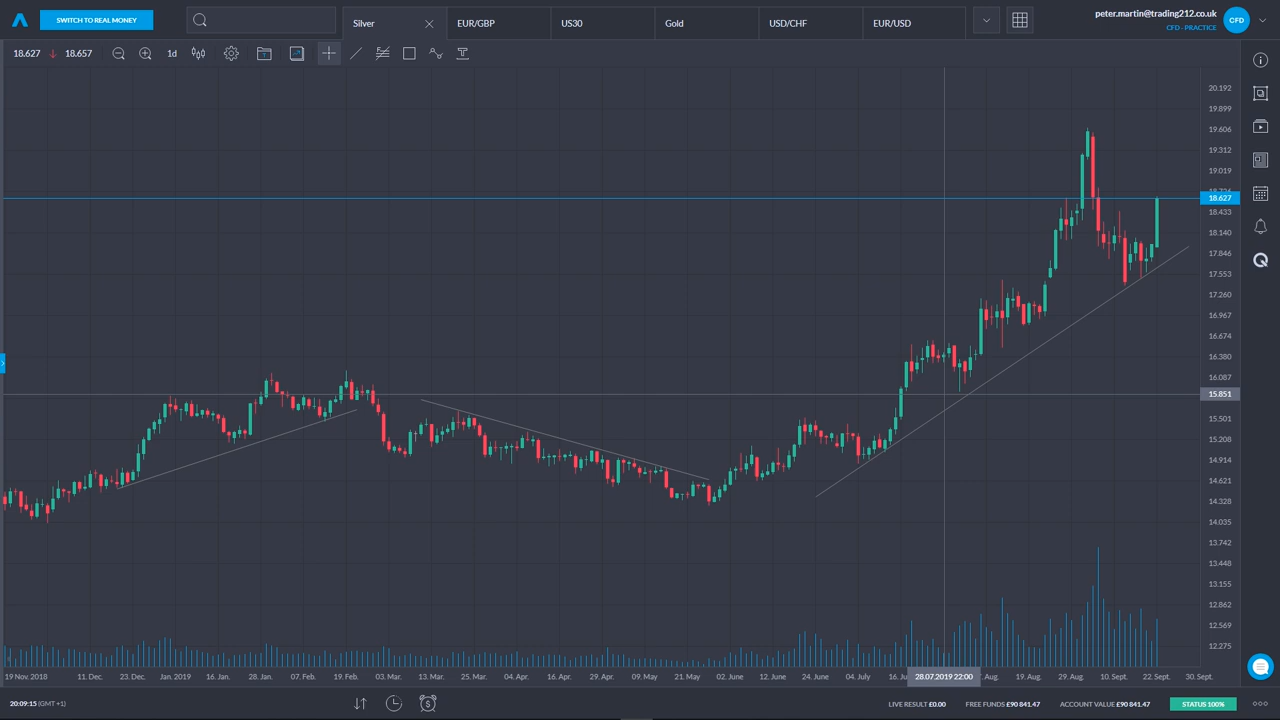 SWITCH TO REAL MONEY
Silver
EUR/GBP
US30
Gold
USD/CHF
EUR/USD
peter.martin@trading212.co.uk
CFD - PRACTICE
CFD
18.627
18.657
1d
20.192
19.899
19.606
19.312
19.019
18.627
18.433
18.140
17.846
17.553
17.260
16.967
16.674
16.380
16.087
15.851
15.501
15.208
14.914
14.621
14.328
14.035
13.742
13.448
13.155
12.862
12.569
12.275
19 Nov. 2018
11. Dec.
23. Dec.
Jan. 2019
16. Jan.
28. Jan.
07. Feb.
19. Feb.
03. Mar.
13. Mar.
25. Mar.
04. Apr.
16. Apr.
29. Apr.
09. May
21. May
02. June
12. June
24. June
04. July
28.07.2019 22:00
Aug.
19. Aug.
29. Aug.
10. Sept.
22. Sept.
30. Sept.
20:09:15 (GMT +1)
LIVE RESULT £0.00
FREE FUNDS £90 841.47
ACCOUNT VALUE £90 841.47
STATUS 100%